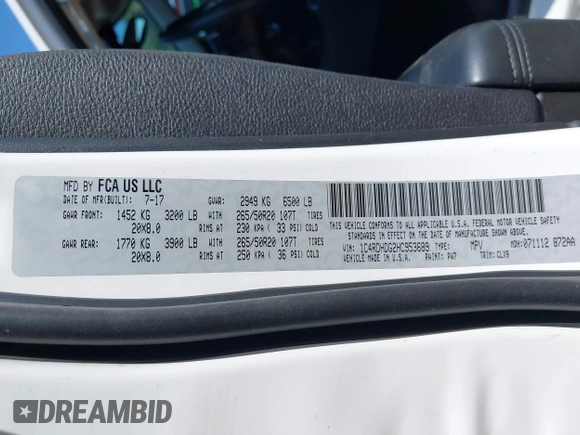 MFD BY FCA US LLC
DATE OF MFR(BUILT): 7-17 GVWR: 2949 KG 6500 LB
GAWR FRONT: 1452 KG 3200 LB WITH 265/50R20 107T TIRES
20X8.0 RIMS AT 230 KPA ( 33 PSI) COLD
GAWR REAR: 1770 KG 3900 LB WITH 265/50R20 107T TIRES
20X8.0 RIMS AT 250 KPA ( 36 PSI) COLD
THIS VEHICLE CONFORMS TO ALL APPLICABLE U.S.A. FEDERAL MOTOR VEHICLE SAFETY
STANDARDS IN EFFECT ON THE DATE OF MANUFACTURE SHOWN ABOVE.
VIN: 1C4RDHDG2HC953689 TYPE: MPV MDH: 071112 872AA
VEHICLE MADE IN U.S.A. PAINT: PW7 TRIM: CLX9
DREAMBID